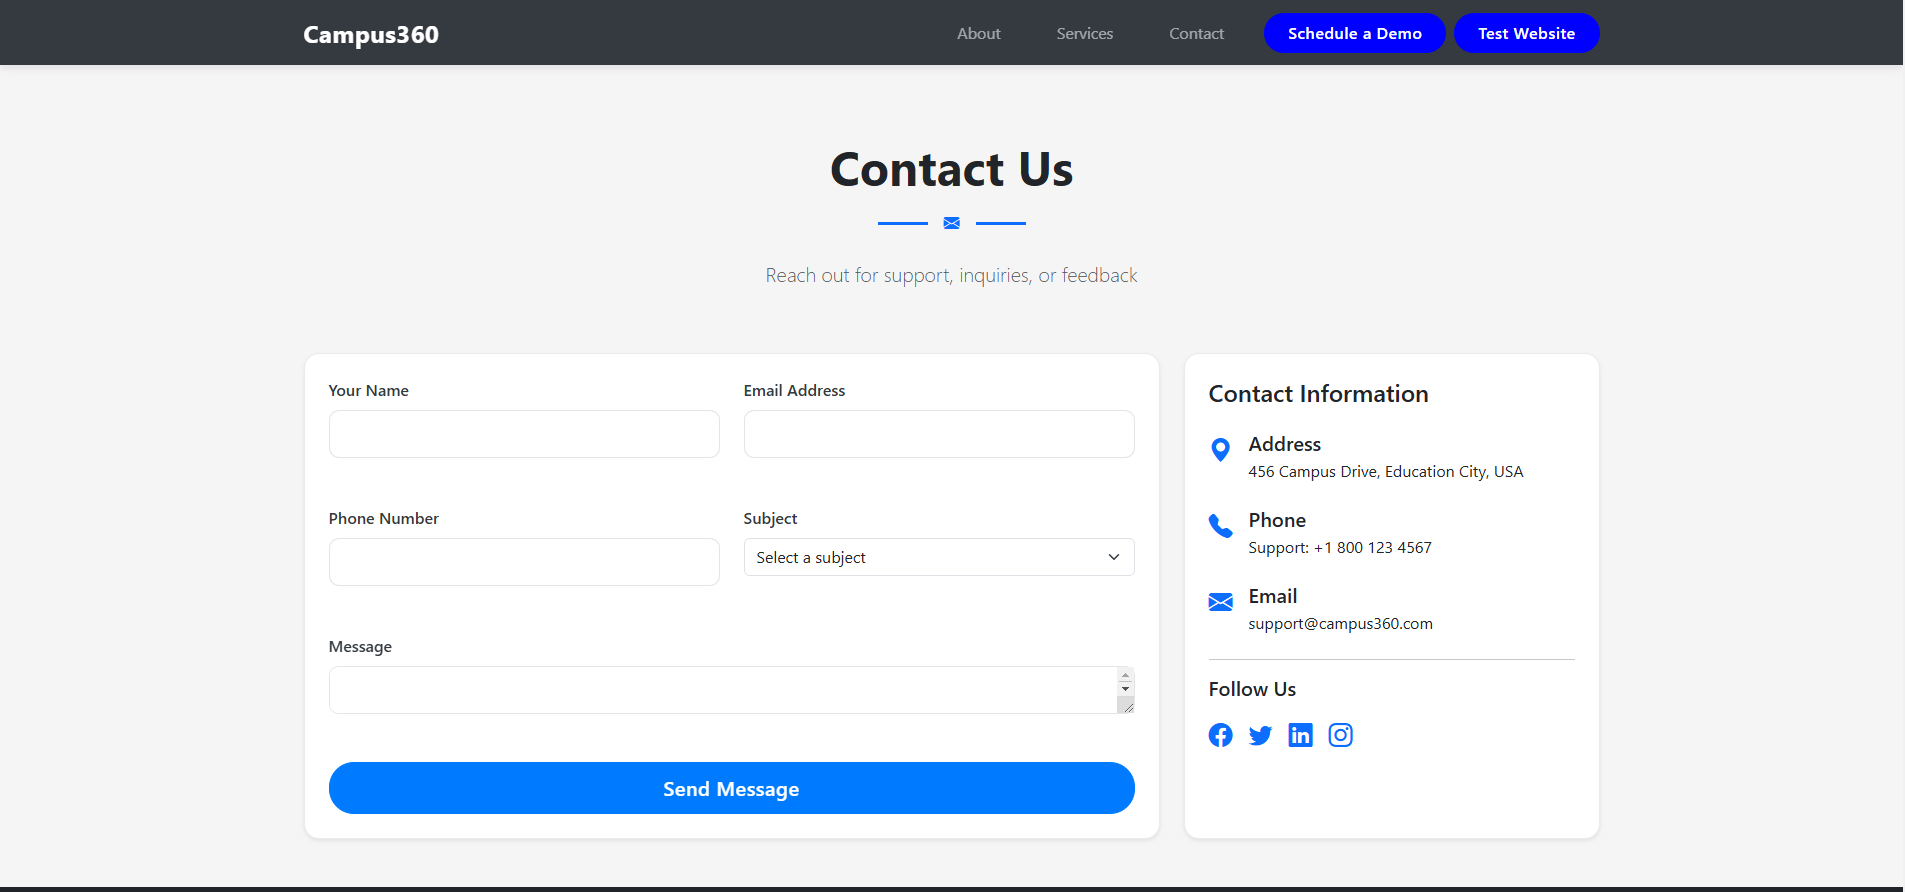 Campus360
About
Services
Contact
Schedule a Demo
Test Website
Contact Us
Reach out for support, inquiries, or feedback
Your Name
Email Address
Phone Number
Subject
Select a subject
Message
Send Message
Contact Information
Address
456 Campus Drive, Education City, USA
Phone
Support: +1 800 123 4567
Email
support@campus360.com
Follow Us